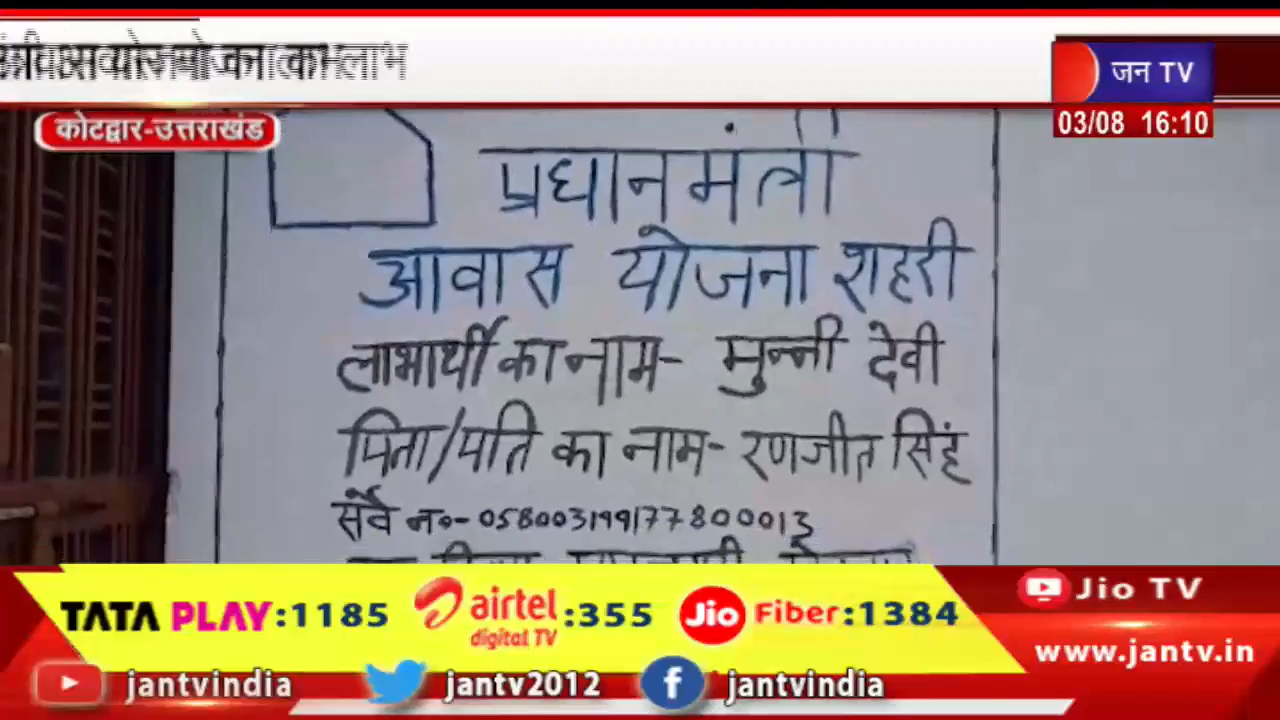 जन TV
कोटद्वार-उत्तराखंड
03/08 16:10
प्रधानमंत्री
आवास योजना शहरी
लाभार्थी का नाम- मुन्नी देवी
पिता/पति का नाम- रणजीत सिंह
सर्वे न०- 05800319917780001३
TATA PLAY:1185
airtel digital TV :355
Jio Fiber:1384
Jio TV
www.jantv.in
jantvindia
jantv2012
jantvindia